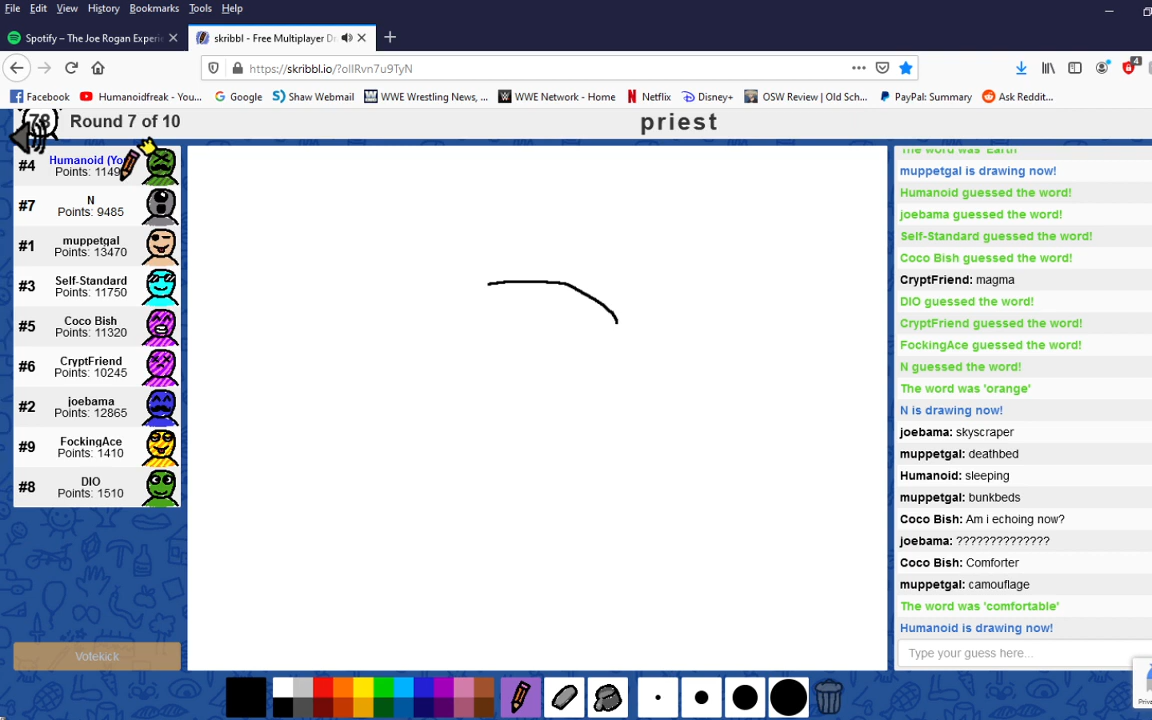 File Edit View History Bookmarks Tools Help
Spotify – The Joe Rogan Experi
skribbl - Free Multiplayer Dr
https://skribbl.io/?olIRvn7u9TyN
Facebook Humanoidfreak - You... Google Shaw Webmail WWE Wrestling News, ... WWE Network - Home Netflix Disney+ OSW Review | Old Sch... PayPal: Summary Ask Reddit...
78 Round 7 of 10 priest
#4 Humanoid (You
Points: 1149
#7 N
Points: 9485
#1 muppetgal
Points: 13470
#3 Self-Standard
Points: 11750
#5 Coco Bish
Points: 11320
#6 CryptFriend
Points: 10245
#2 joebama
Points: 12865
#9 FockingAce
Points: 1410
#8 DIO
Points: 1510
Votekick
The word was 'Earth'
muppetgal is drawing now!
Humanoid guessed the word!
joebama guessed the word!
Self-Standard guessed the word!
Coco Bish guessed the word!
CryptFriend: magma
DIO guessed the word!
CryptFriend guessed the word!
FockingAce guessed the word!
N guessed the word!
The word was 'orange'
N is drawing now!
joebama: skyscraper
muppetgal: deathbed
Humanoid: sleeping
muppetgal: bunkbeds
Coco Bish: Am i echoing now?
joebama: ??????????????
Coco Bish: Comforter
muppetgal: camouflage
The word was 'comfortable'
Humanoid is drawing now!
Type your guess here...